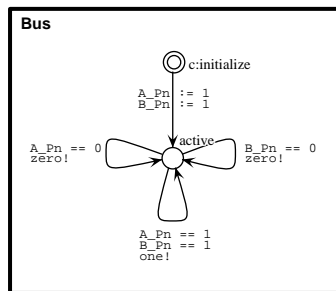 Bus
c:initialize
A_Pn := 1
B_Pn := 1
active
A_Pn == 0
zero!
B_Pn == 0
zero!
A_Pn == 1
B_Pn == 1
one!